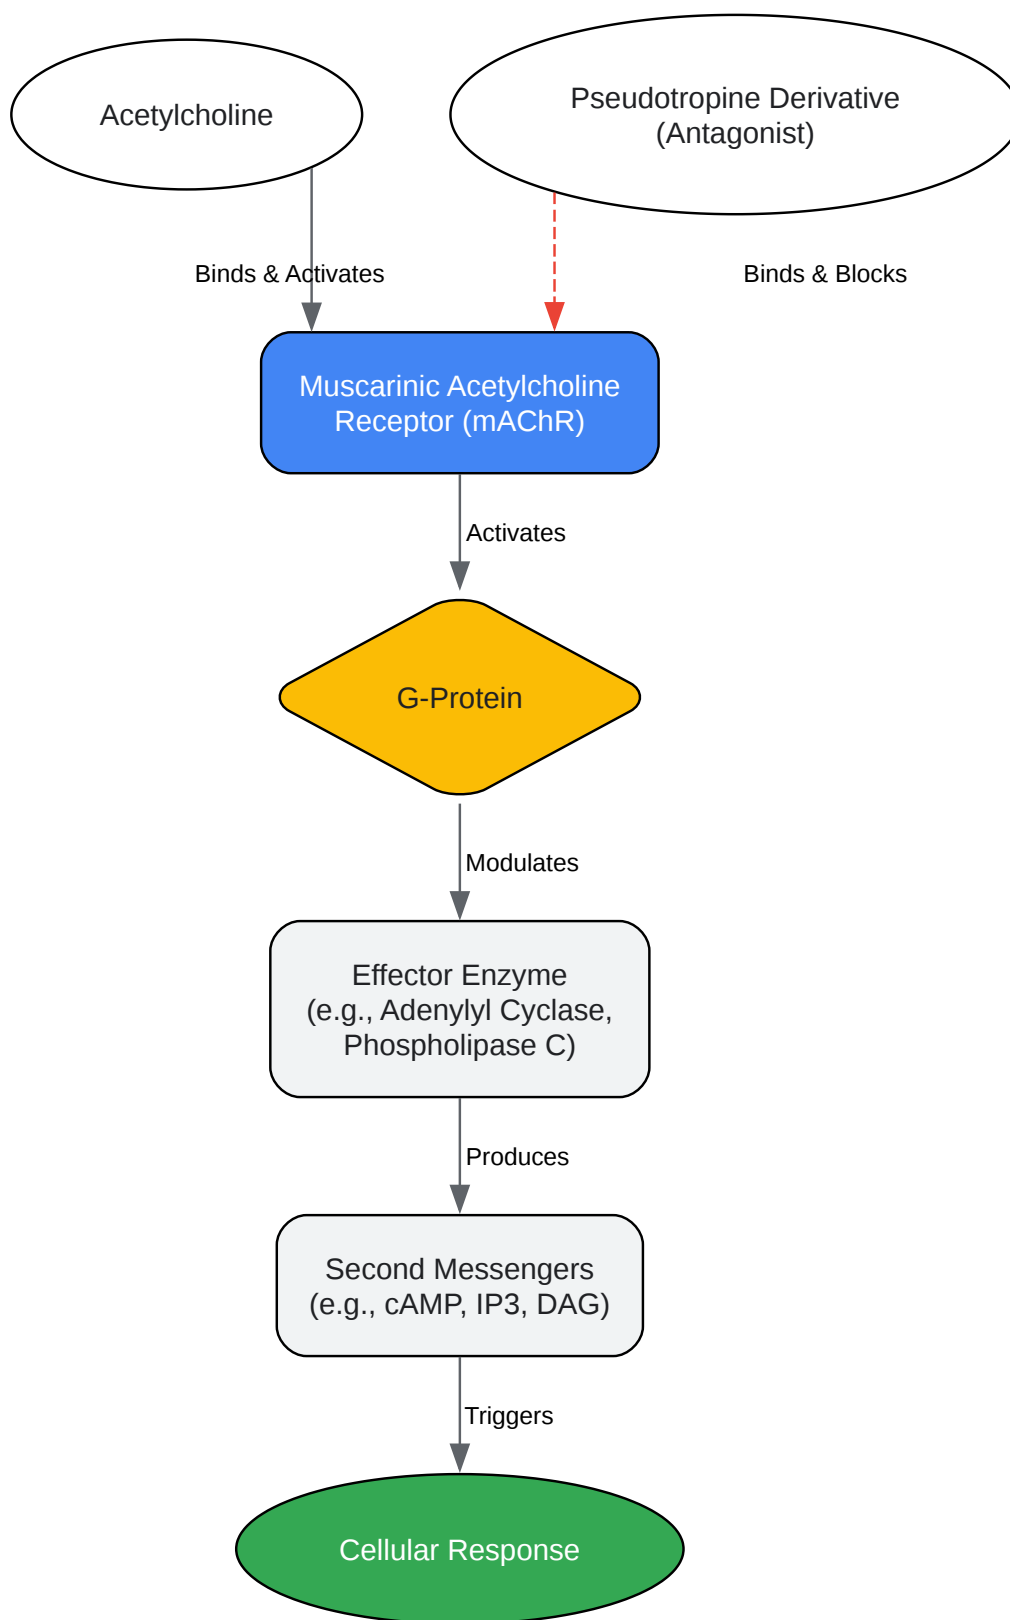 Acetylcholine
Pseudotropine Derivative
(Antagonist)
Binds & Activates
Binds & Blocks
Muscarinic Acetylcholine
Receptor (mAChR)
Activates
G-Protein
Modulates
Effector Enzyme
(e.g., Adenylyl Cyclase,
Phospholipase C)
Produces
Second Messengers
(e.g., cAMP, IP3, DAG)
Triggers
Cellular Response